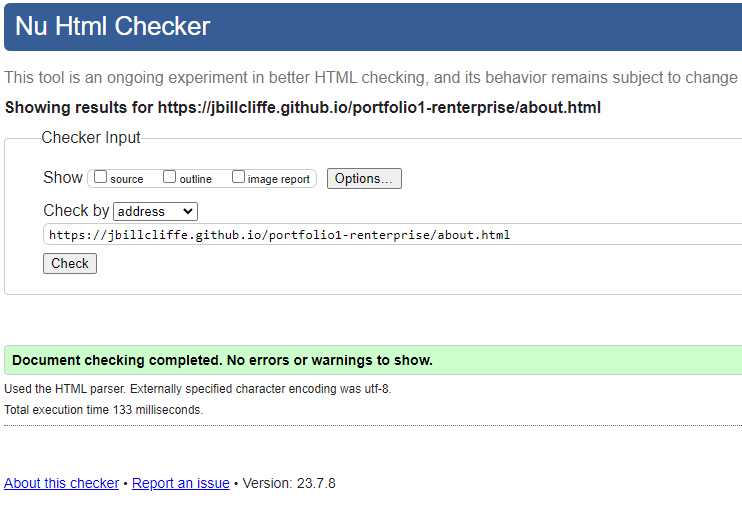 Nu Html Checker
This tool is an ongoing experiment in better HTML checking, and its behavior remains subject to change
Showing results for https://jbillcliffe.github.io/portfolio1-renterprise/about.html
Checker Input
Show source outline image report Options...
Check by address
https://jbillcliffe.github.io/portfolio1-renterprise/about.html
Check
Document checking completed. No errors or warnings to show.
Used the HTML parser. Externally specified character encoding was utf-8.
Total execution time 133 milliseconds.
About this checker • Report an issue • Version: 23.7.8